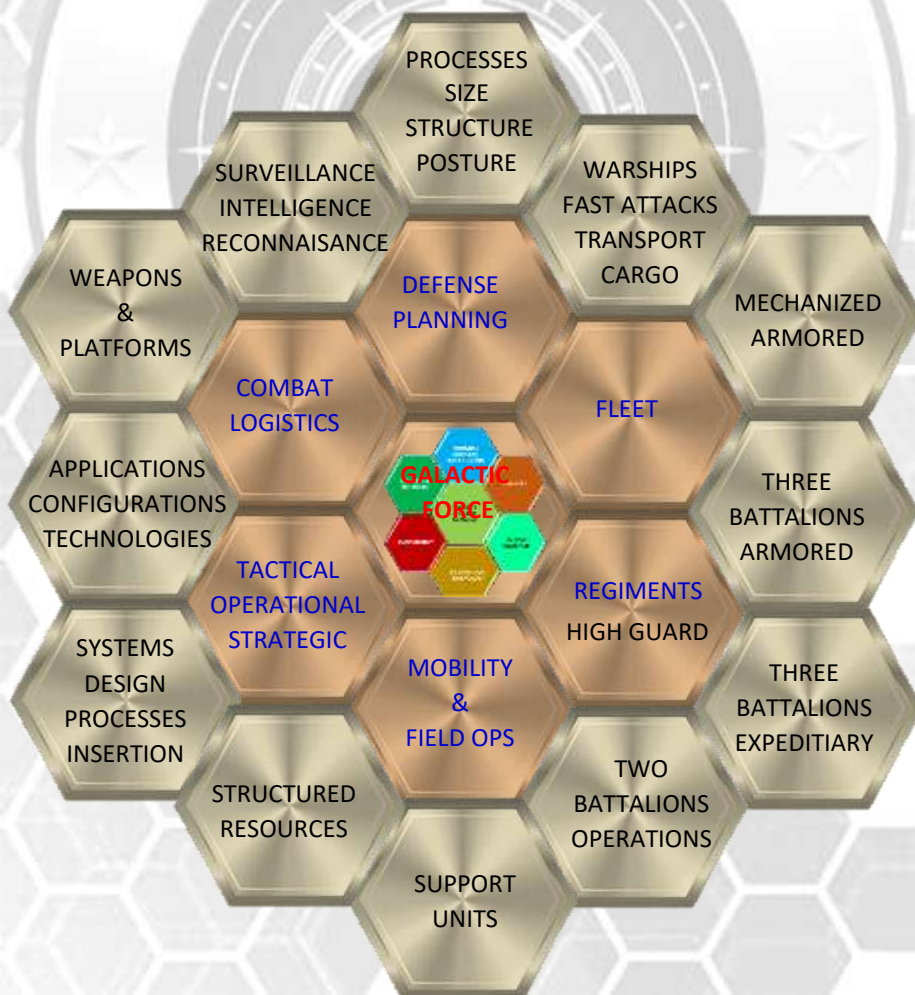 PROCESSES
SIZE
STRUCTURE
POSTURE
SURVEILLANCE
INTELLIGENCE
RECONNAISANCE
WARSHIPS
FAST ATTACKS
TRANSPORT
CARGO
WEAPONS
&
PLATFORMS
DEFENSE
PLANNING
MECHANIZED
ARMORED
COMBAT
LOGISTICS
FLEET
GALACTIC
FORCE
APPLICATIONS
CONFIGURATIONS
TECHNOLOGIES
THREE
BATTALIONS
ARMORED
TACTICAL
OPERATIONAL
STRATEGIC
REGIMENTS
HIGH GUARD
SYSTEMS
DESIGN
PROCESSES
INSERTION
MOBILITY
&
FIELD OPS
THREE
BATTALIONS
EXPEDITIARY
STRUCTURED
RESOURCES
TWO
BATTALIONS
OPERATIONS
SUPPORT
UNITS